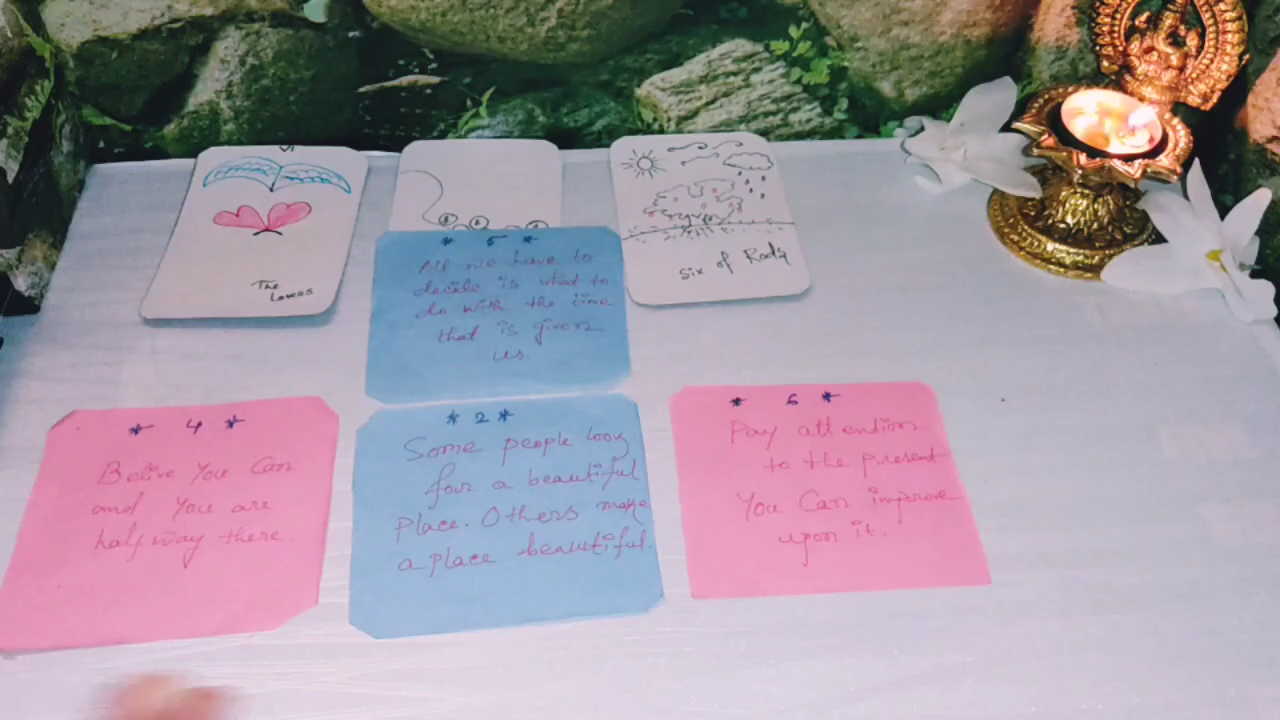 VI
The
Lovers
six of Rods
* 5 *
All we have to
decide is what to
do with the time
that is given
us.
* 4 *
Belive You Can
and You are
halfway there.
* 2 *
Some people look
for a beautiful
Place. Others make
a place beautiful.
* 6 *
Pay attention
to the present
You Can improve
upon it.